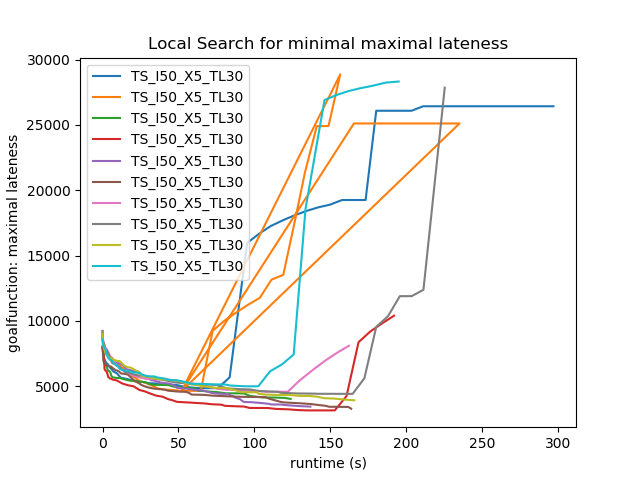 Local Search for minimal maximal lateness
goalfunction: maximal lateness
30000
25000
20000
15000
10000
5000
TS_I50_X5_TL30
TS_I50_X5_TL30
TS_I50_X5_TL30
TS_I50_X5_TL30
TS_I50_X5_TL30
TS_I50_X5_TL30
TS_I50_X5_TL30
TS_I50_X5_TL30
TS_I50_X5_TL30
TS_I50_X5_TL30
0 50 100 150 200 250 300
runtime (s)